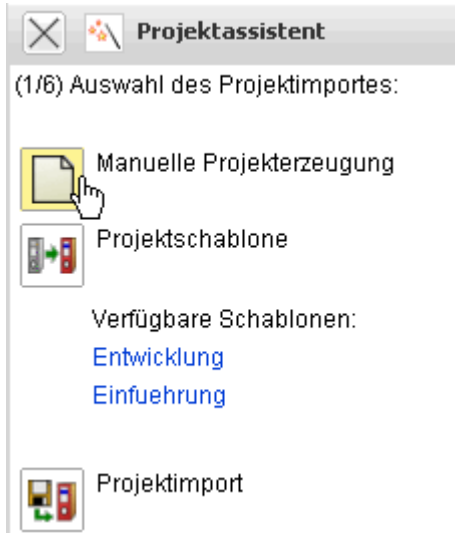 Projektassistent
(1/6) Auswahl des Projektimportes:
Manuelle Projekterzeugung
Projektschablone
Verfügbare Schablonen:
Entwicklung
Einfuehrung
Projektimport